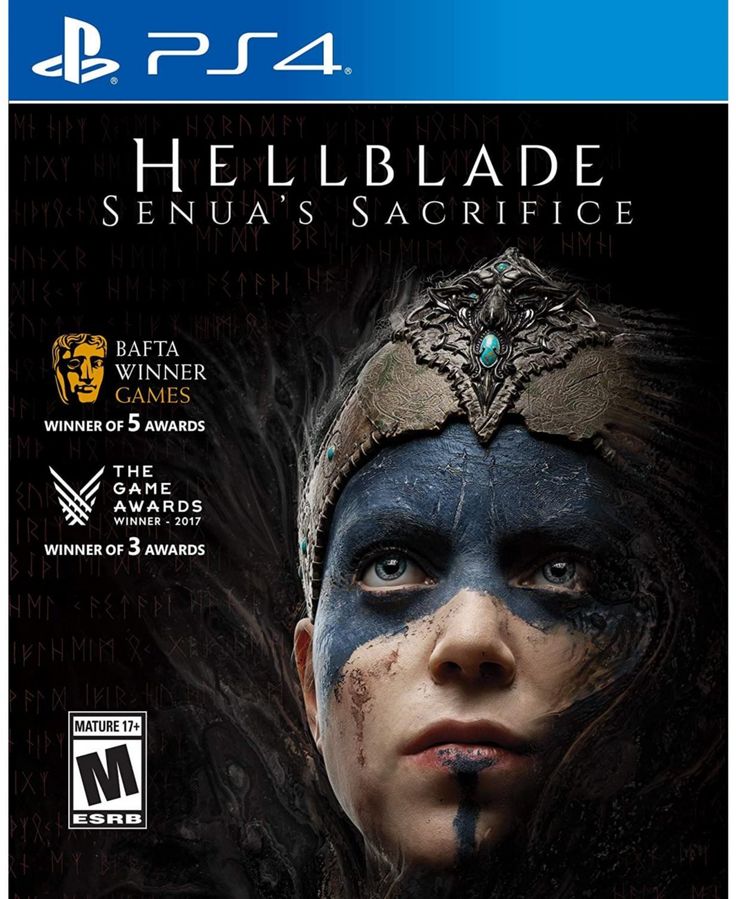 PS4
HELLBLADE
SENUA'S SACRIFICE
BAFTA
WINNER
GAMES
WINNER OF 5 AWARDS
THE
GAME
AWARDS
WINNER - 2017
WINNER OF 3 AWARDS
MATURE 17+
M
ESRB